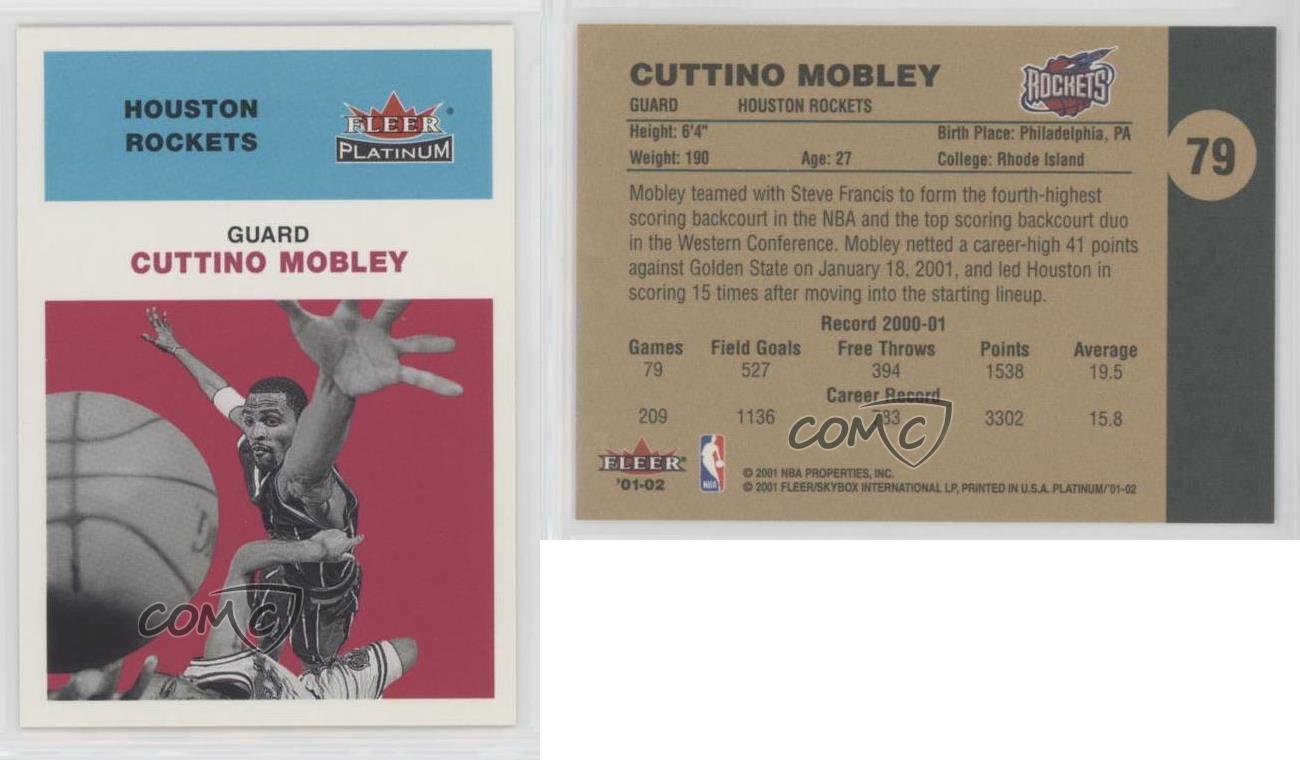 HOUSTON
ROCKETS
FLEER
PLATINUM
GUARD
CUTTINO MOBLEY
COMC
CUTTINO MOBLEY
GUARD HOUSTON ROCKETS
ROCKETS
Height: 6'4" Birth Place: Philadelphia, PA
Weight: 190 Age: 27 College: Rhode Island
79
Mobley teamed with Steve Francis to form the fourth-highest
scoring backcourt in the NBA and the top scoring backcourt duo
in the Western Conference. Mobley netted a career-high 41 points
against Golden State on January 18, 2001, and led Houston in
scoring 15 times after moving into the starting lineup.
Record 2000-01
Games Field Goals Free Throws Points Average
79 527 394 1538 19.5
Career Record
209 1136 783 3302 15.8
COMC
FLEER
'01-02
NBA
© 2001 NBA PROPERTIES, INC.
© 2001 FLEER/SKYBOX INTERNATIONAL LP, PRINTED IN U.S.A. PLATINUM/'01-02